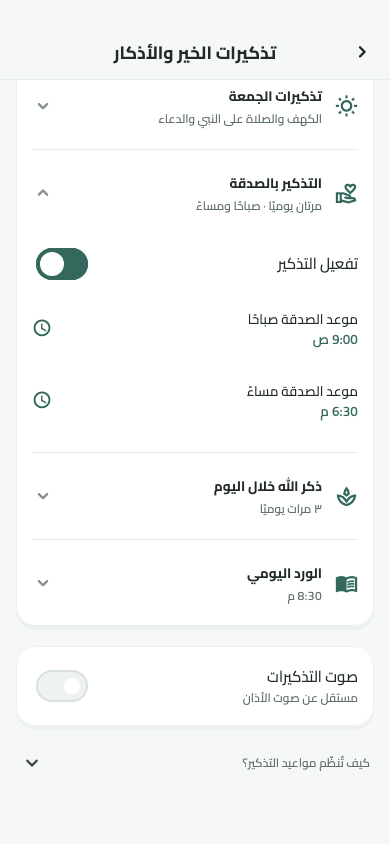 تذكيرات الخير والأذكار
تذكيرات الجمعة
الكهف والصلاة على النبي والدعاء
التذكير بالصدقة
مرتان يوميًا · صباحًا ومساءً
تفعيل التذكير
موعد الصدقة صباحًا
9:00 ص
موعد الصدقة مساءً
6:30 م
ذكر الله خلال اليوم
٣ مرات يوميًا
الورد اليومي
8:30 م
صوت التذكيرات
مستقل عن صوت الأذان
كيف تُنظَّم مواعيد التذكير؟